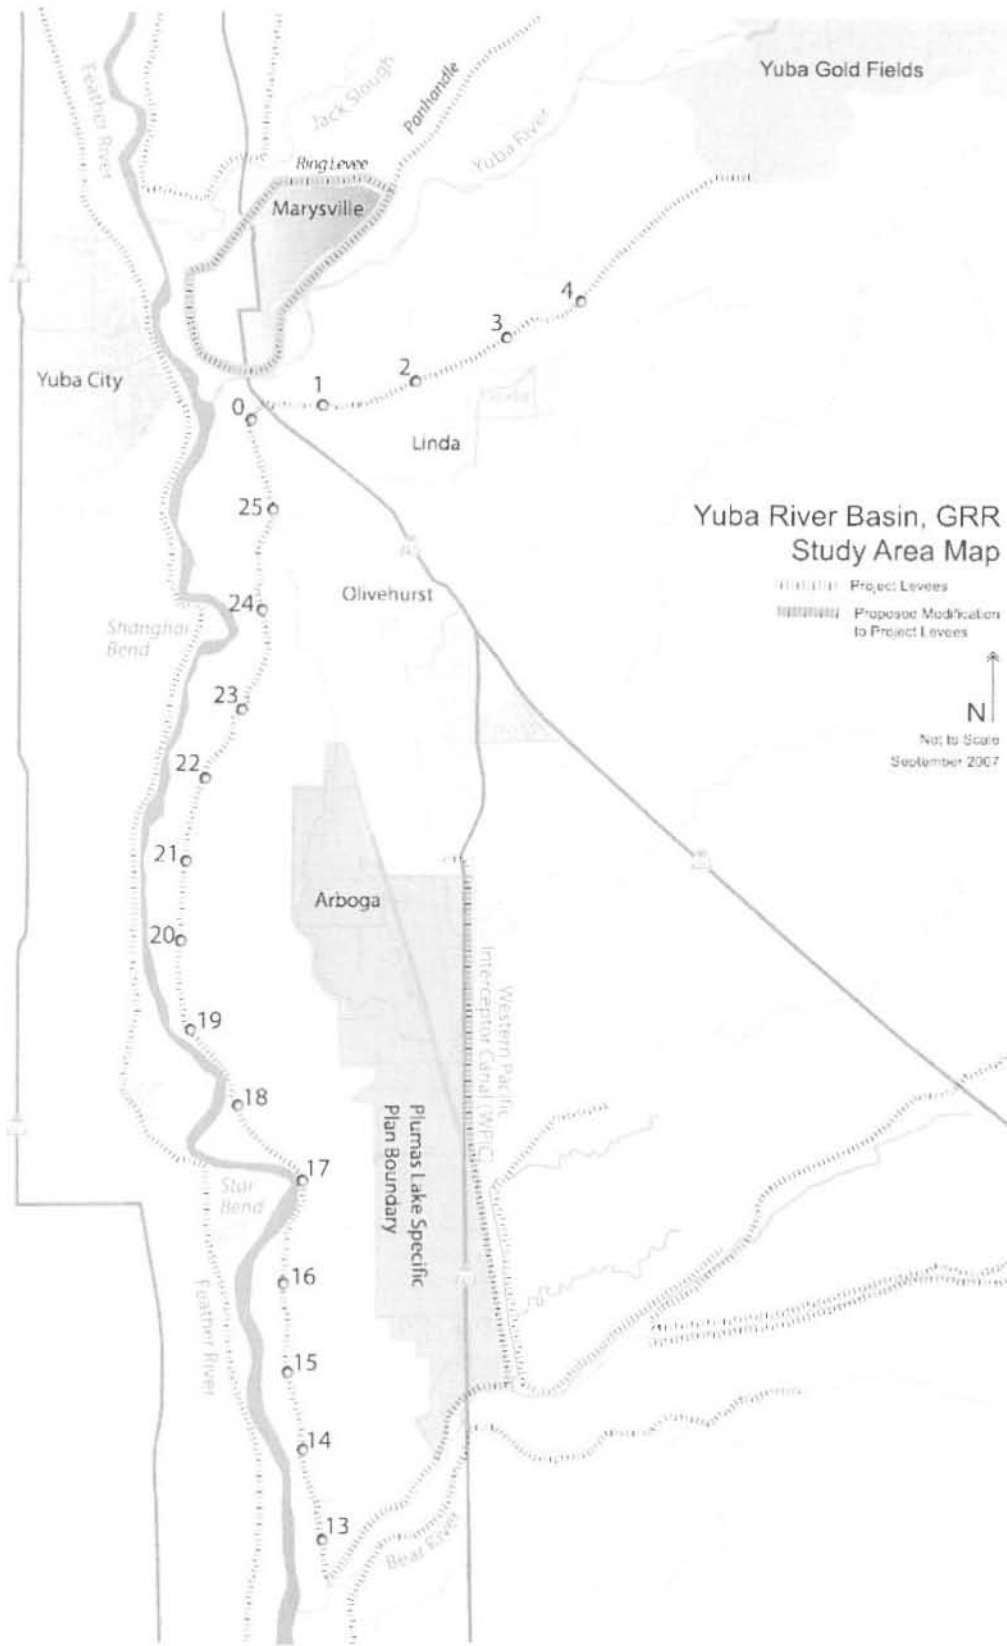 Yuba Gold Fields
Feather River
Jack Slough
Panhandle
Yuba River
Ring Levee
Marysville
4
3
2
1
0
Yuba City
Linda
25
Yuba River Basin, GRR
Study Area Map
Project Levees
Proposed Modification
to Project Levees
N
Not to Scale
September 2007
Olivehurst
24
Shanghai
Bend
23
22
21
Arboga
20
Western Pacific
Interceptor Canal (WPIC)
19
18
Plumas Lake Specific
Plan Boundary
17
Star
Bend
16
Feather River
15
14
13
Bear River